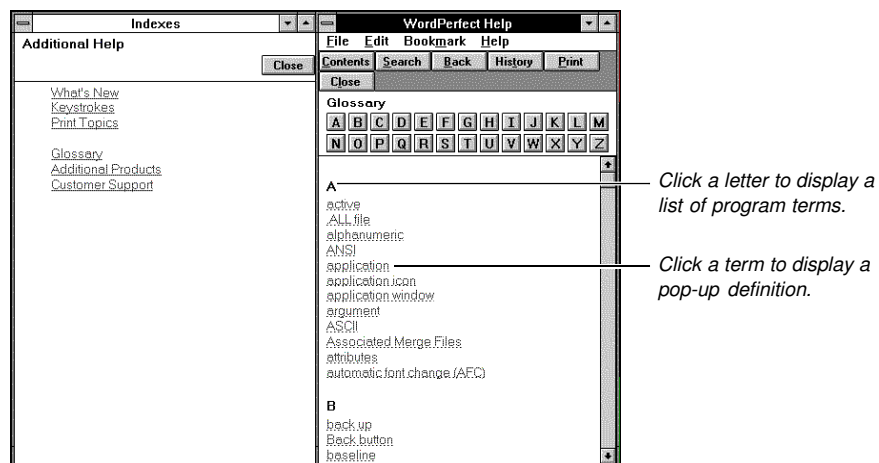 Indexes
Additional Help
Close
What's New
Keystrokes
Print Topics
Glossary
Additional Products
Customer Support
WordPerfect Help
File Edit Bookmark Help
Contents Search Back History Print
Close
Glossary
A B C D E F G H I J K L M
N O P Q R S T U V W X Y Z
A
active
.ALL file
alphanumeric
ANSI
application
application icon
application window
argument
ASCII
Associated Merge Files
attributes
automatic font change (AFC)
B
back up
Back button
baseline
Click a letter to display a
list of program terms.
Click a term to display a
pop-up definition.